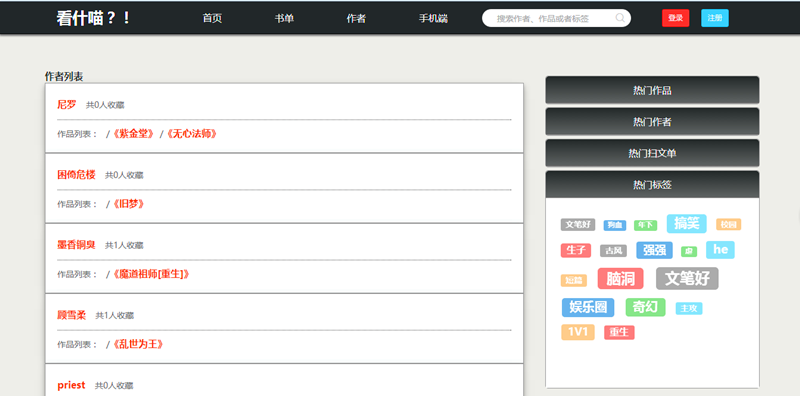 看什喵？！ 首页 书单 作者 手机端 搜索作者、作品或者标签 登录 注册
作者列表
尼罗 共0人收藏
作品列表： /《紫金堂》 /《无心法师》
困倚危楼 共0人收藏
作品列表： /《旧梦》
墨香铜臭 共1人收藏
作品列表： /《魔道祖师[重生]》
顾雪柔 共1人收藏
作品列表： /《乱世为王》
priest 共0人收藏
热门作品
热门作者
热门扫文单
热门标签
文笔好 狗血 年下 搞笑 校园
生子 古风 强强 虐 he
短篇 脑洞 文笔好
娱乐圈 奇幻 主攻
1V1 重生